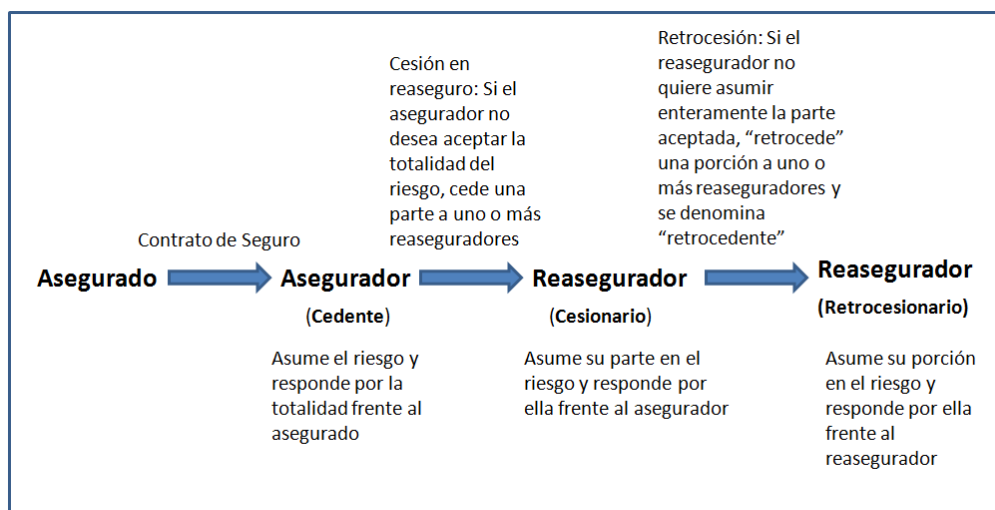 Cesión en
reaseguro: Si el
asegurador no
desea aceptar la
totalidad del
riesgo, cede una
parte a uno o más
reaseguradores
Retrocesión: Si el
reasegurador no
quiere asumir
enteramente la parte
aceptada, “retrocede”
una porción a uno o
más reaseguradores y
se denomina
“retrocedente”
Contrato de Seguro
Asegurado
Asegurador
(Cedente)
Reasegurador
(Cesionario)
Reasegurador
(Retrocesionario)
Asume el riesgo y
responde por la
totalidad frente al
asegurado
Asume su parte en el
riesgo y responde por
ella frente al asegurador
Asume su porción
en el riesgo y
responde por ella
frente al
reasegurador